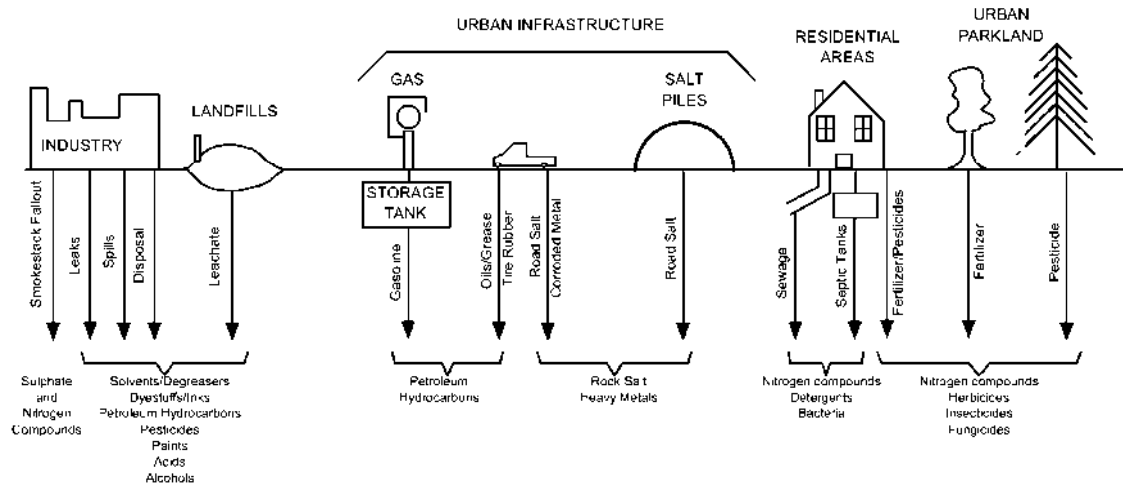 URBAN INFRASTRUCTURE
URBAN
PARKLAND
RESIDENTIAL
AREAS
GAS
SALT
PILES
LANDFILLS
INDUSTRY
STORAGE
TANK
Smokestack Fallout
Leaks
Spills
Disposal
Leachate
Gasoline
Oils/Grease
Tire Rubber
Road Salt
Corroded Metal
Road Salt
Sewage
Septic Tanks
Fertilizer/Pesticides
Fertilizer
Pesticide
Sulphate
and
Nitrogen
Compounds
Solvents/Degreasers
Dyestuffs/Inks
Petroleum Hydrocarbons
Pesticides
Paints
Acids
Alcohols
Petroleum
Hydrocarbons
Rock Salt
Heavy Metals
Nitrogen compounds
Detergents
Bacteria
Nitrogen compounds
Herbicices
Insecticides
Fungicides